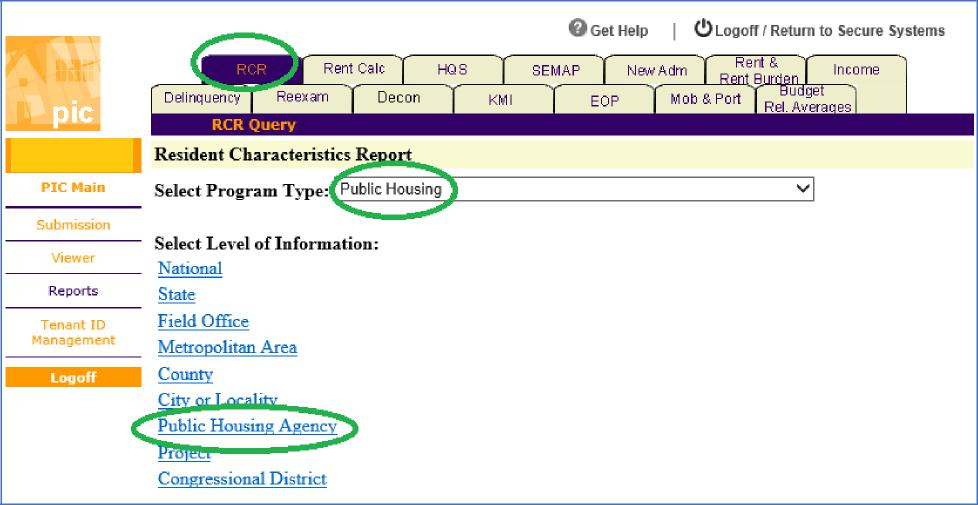 Get Help | Logoff / Return to Secure Systems
pic
RCR Rent Calc HQS SEMAP New Adm Rent & Rent Burden Income
Delinquency Reexam Decon KMI EOP Mob & Port Budget Rel. Averages
RCR Query
Resident Characteristics Report
Select Program Type: Public Housing
PIC Main
Submission
Viewer
Reports
Tenant ID
Management
Logoff
Select Level of Information:
National
State
Field Office
Metropolitan Area
County
City or Locality
Public Housing Agency
Project
Congressional District